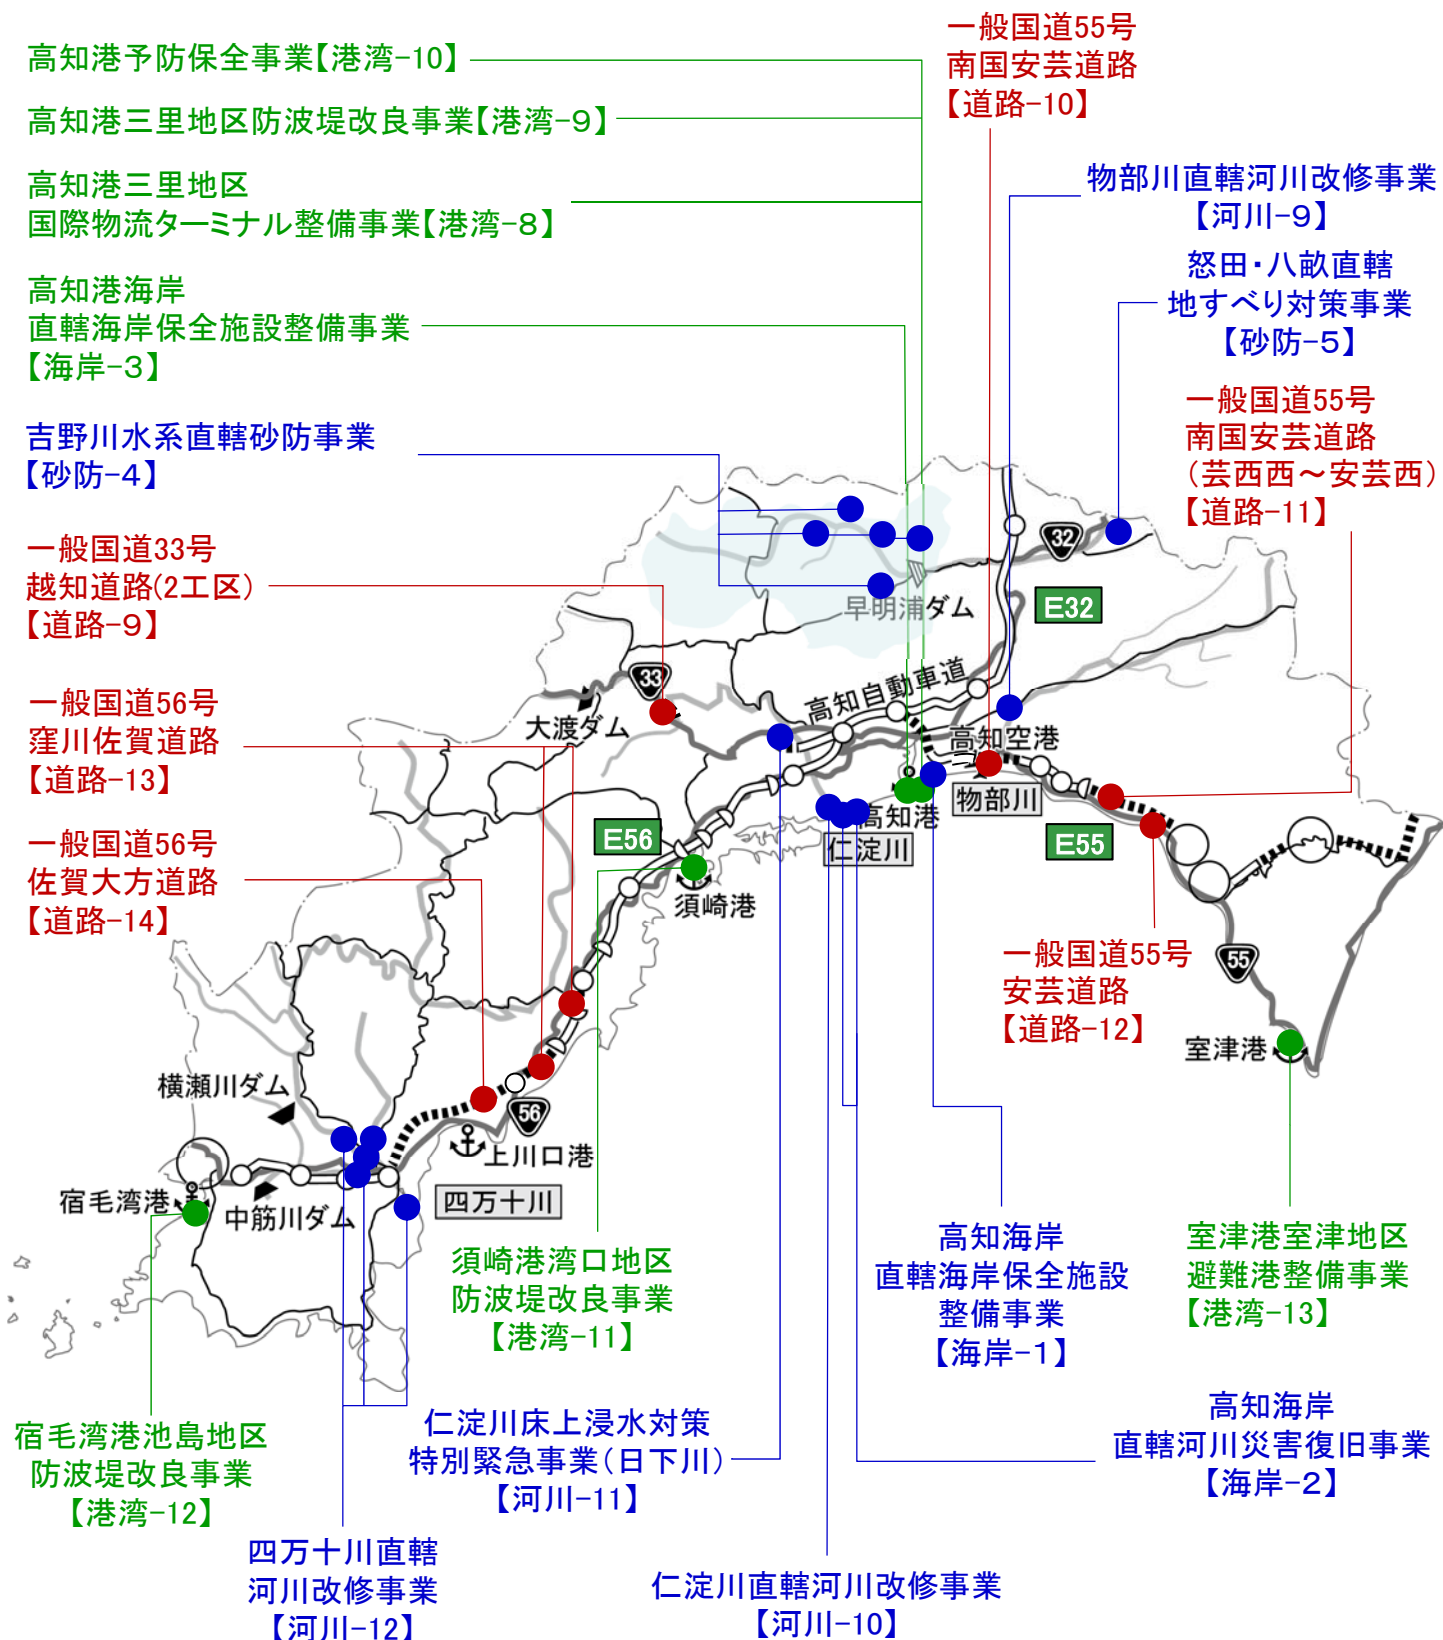 高知港予防保全事業【港湾-10】
高知港三里地区防波堤改良事業【港湾-9】
高知港三里地区
国際物流ターミナル整備事業【港湾-8】
高知港海岸
直轄海岸保全施設整備事業
【海岸-3】
吉野川水系直轄砂防事業
【砂防-4】
一般国道33号
越知道路(2工区)
【道路-9】
一般国道56号
窪川佐賀道路
【道路-13】
一般国道56号
佐賀大方道路
【道路-14】
一般国道55号
南国安芸道路
【道路-10】
物部川直轄河川改修事業
【河川-9】
怒田・八畝直轄
地すべり対策事業
【砂防-5】
一般国道55号
南国安芸道路
(芸西西～安芸西)
【道路-11】
32
E32
早明浦ダム
33
大渡ダム
高知自動車道
高知空港
物部川
高知港
仁淀川
E56
E55
須崎港
一般国道55号
安芸道路
【道路-12】
55
室津港
横瀬川ダム
56
上川口港
四万十川
宿毛湾港
中筋川ダム
須崎港湾口地区
防波堤改良事業
【港湾-11】
高知海岸
直轄海岸保全施設
整備事業
【海岸-1】
室津港室津地区
避難港整備事業
【港湾-13】
宿毛湾港池島地区
防波堤改良事業
【港湾-12】
仁淀川床上浸水対策
特別緊急事業(日下川)
【河川-11】
高知海岸
直轄河川災害復旧事業
【海岸-2】
四万十川直轄
河川改修事業
【河川-12】
仁淀川直轄河川改修事業
【河川-10】